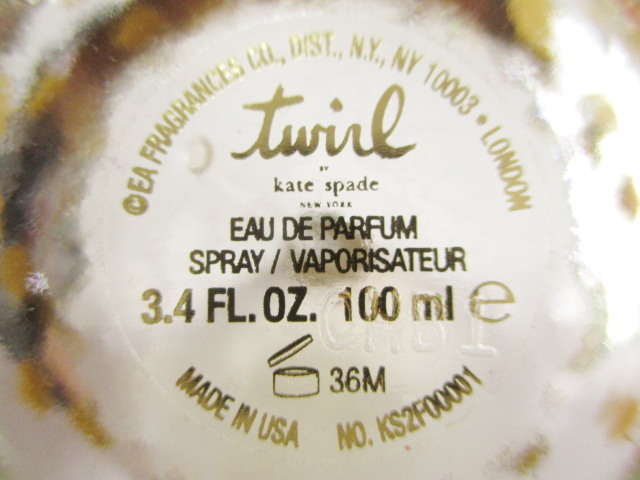 ©EA FRAGRANCES CO., DIST., N.Y., NY 10003 • LONDON
twirl
BY
kate spade
NEW YORK
EAU DE PARFUM
SPRAY / VAPORISATEUR
3.4 FL. OZ. 100 ml e
36M
MADE IN USA NO. KS2F00001